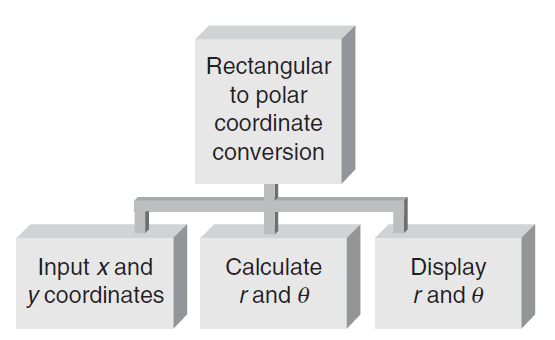 Rectangular
to polar
coordinate
conversion
Input x and
y coordinates
Calculate
r and θ
Display
r and θ